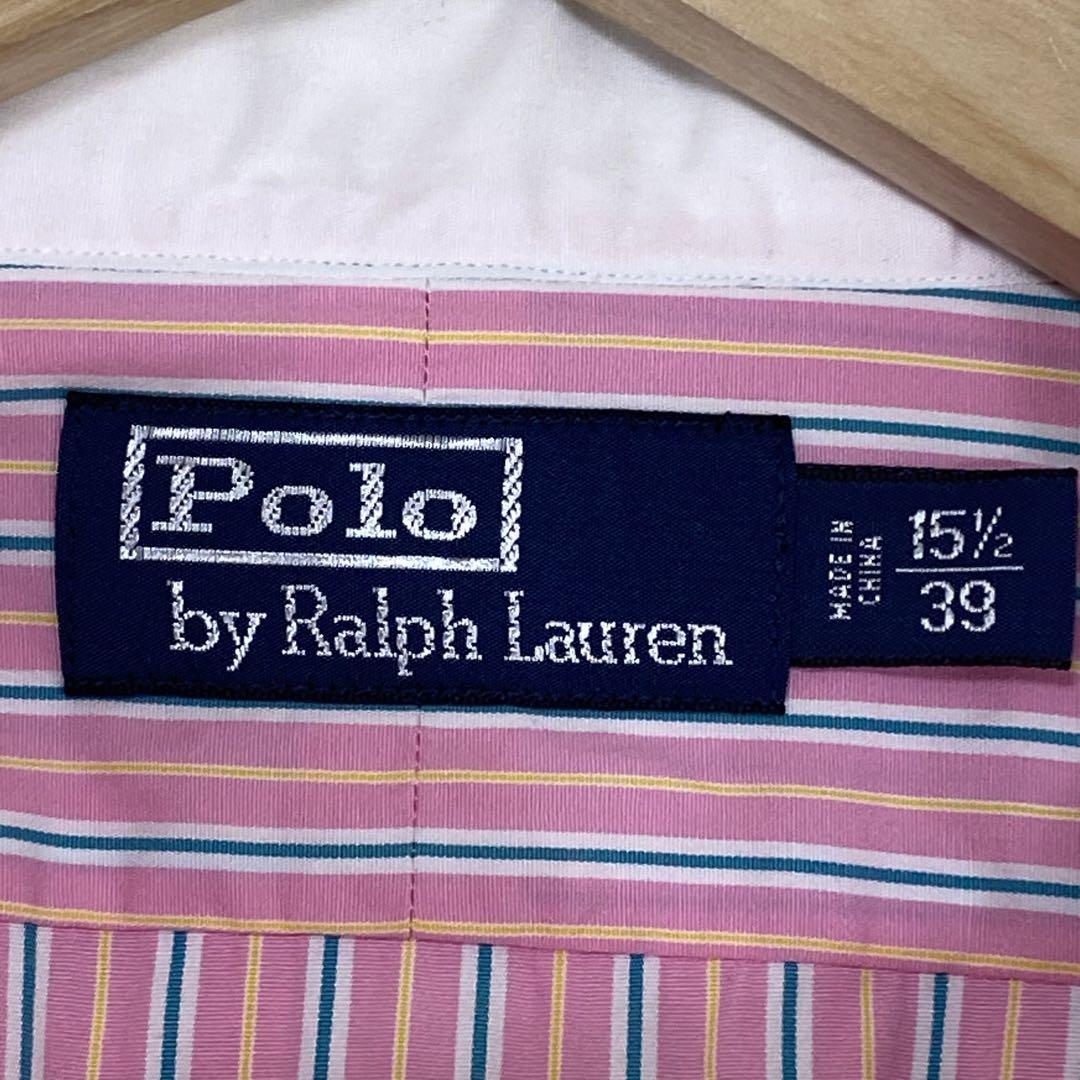 Polo
by Ralph Lauren
MADE IN
CHINA
15½
39